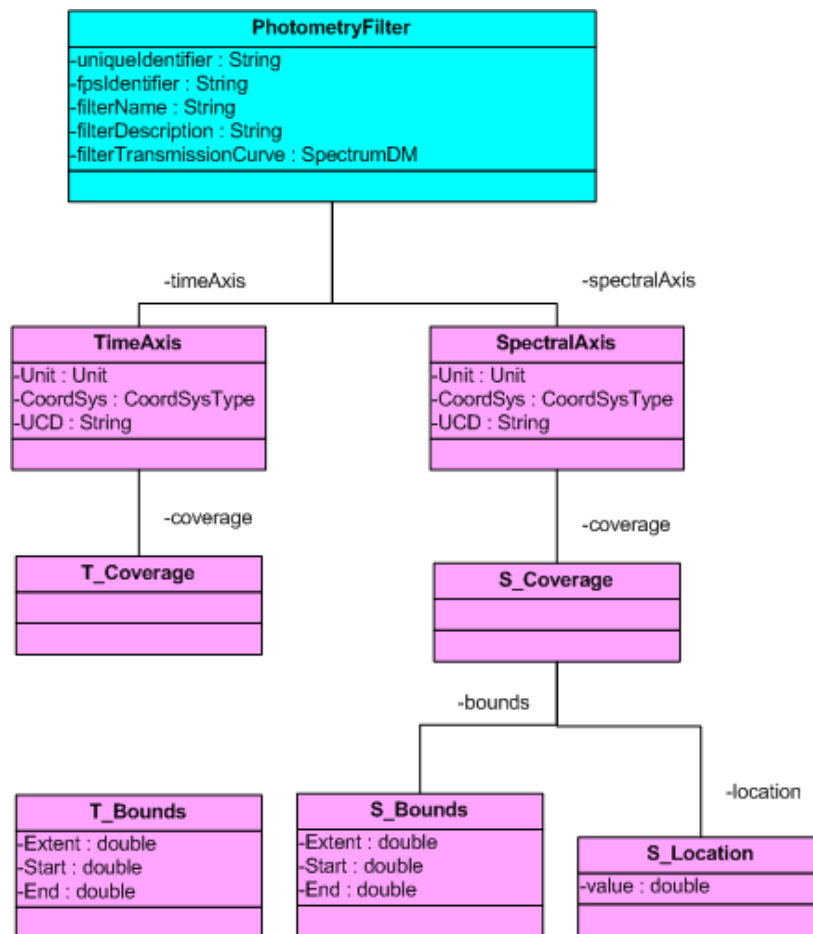 PhotometryFilter
-uniqueIdentifier : String
-fpsIdentifier : String
-filterName : String
-filterDescription : String
-filterTransmissionCurve : SpectrumDM
-timeAxis
-spectralAxis
TimeAxis
-Unit : Unit
-CoordSys : CoordSysType
-UCD : String
SpectralAxis
-Unit : Unit
-CoordSys : CoordSysType
-UCD : String
-coverage
-coverage
T_Coverage
S_Coverage
-bounds
-location
T_Bounds
-Extent : double
-Start : double
-End : double
S_Bounds
-Extent : double
-Start : double
-End : double
S_Location
-value : double